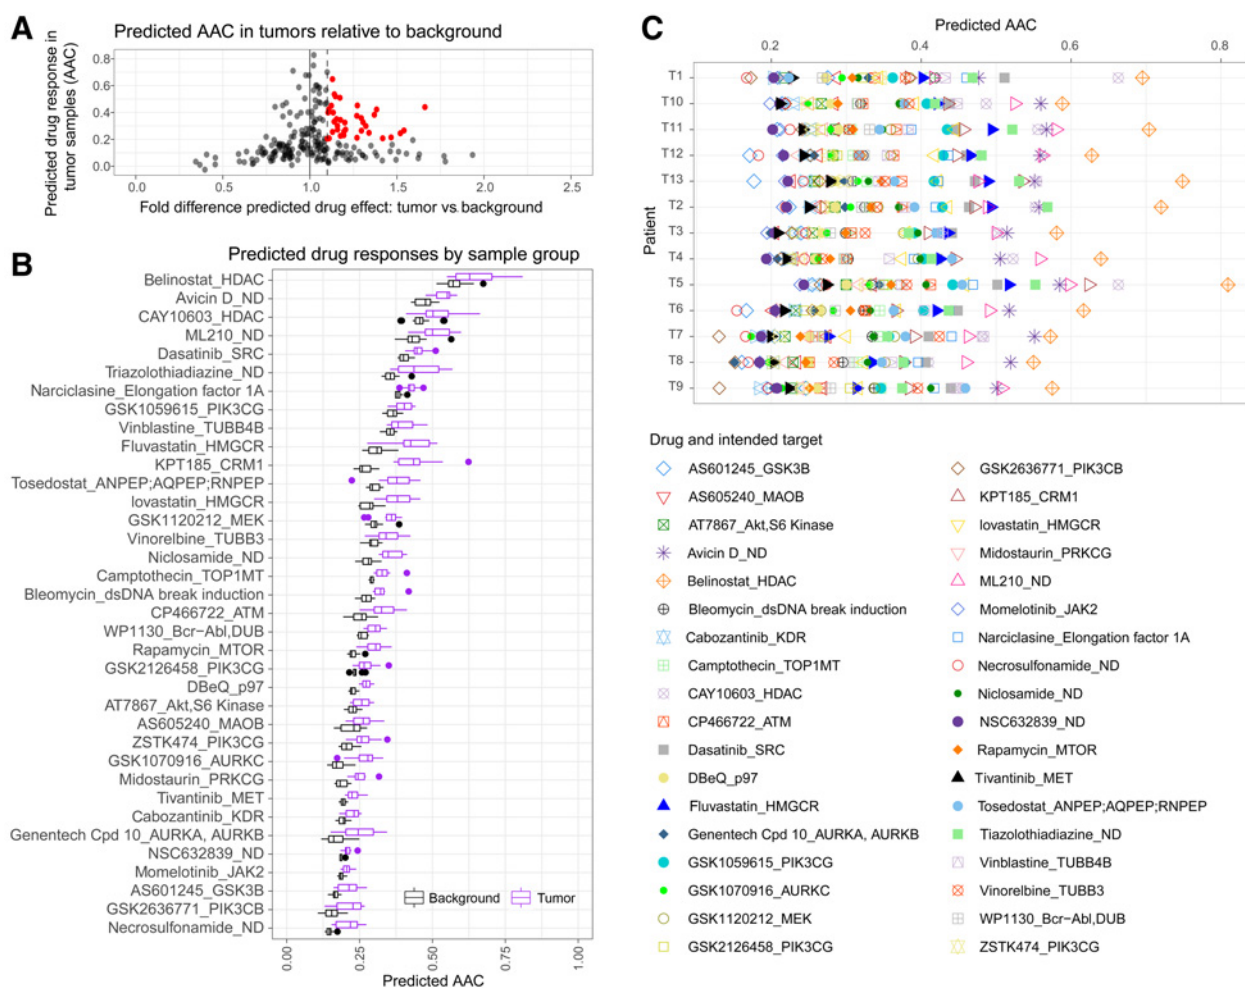 A
Predicted AAC in tumors relative to background
Predicted drug response in
tumor samples (AAC)
0.8
0.6
0.4
0.2
0.0
0.0 0.5 1.0 1.5 2.0 2.5
Fold difference predicted drug effect: tumor vs background
B
Predicted drug responses by sample group
Belinostat_HDAC
Avicin D_ND
CAY10603_HDAC
ML210_ND
Dasatinib_SRC
Triazolothiadiazine_ND
Narciclasine_Elongation factor 1A
GSK1059615_PIK3CG
Vinblastine_TUBB4B
Fluvastatin_HMGCR
KPT185_CRM1
Tosedostat_ANPEP;AQPEP;RNPEP
lovastatin_HMGCR
GSK1120212_MEK
Vinorelbine_TUBB3
Niclosamide_ND
Camptothecin_TOP1MT
Bleomycin_dsDNA break induction
CP466722_ATM
WP1130_Bcr−Abl,DUB
Rapamycin_MTOR
GSK2126458_PIK3CG
DBeQ_p97
AT7867_Akt,S6 Kinase
AS605240_MAOB
ZSTK474_PIK3CG
GSK1070916_AURKC
Midostaurin_PRKCG
Tivantinib_MET
Cabozantinib_KDR
Genentech Cpd 10_AURKA, AURKB
NSC632839_ND
Momelotinib_JAK2
AS601245_GSK3B
GSK2636771_PIK3CB
Necrosulfonamide_ND
Background Tumor
0.00 0.25 0.50 0.75 1.00
Predicted AAC
C
Predicted AAC
0.2 0.4 0.6 0.8
Patient
T1
T10
T11
T12
T13
T2
T3
T4
T5
T6
T7
T8
T9
Drug and intended target
AS601245_GSK3B
AS605240_MAOB
AT7867_Akt,S6 Kinase
Avicin D_ND
Belinostat_HDAC
Bleomycin_dsDNA break induction
Cabozantinib_KDR
Camptothecin_TOP1MT
CAY10603_HDAC
CP466722_ATM
Dasatinib_SRC
DBeQ_p97
Fluvastatin_HMGCR
Genentech Cpd 10_AURKA, AURKB
GSK1059615_PIK3CG
GSK1070916_AURKC
GSK1120212_MEK
GSK2126458_PIK3CG
GSK2636771_PIK3CB
KPT185_CRM1
lovastatin_HMGCR
Midostaurin_PRKCG
ML210_ND
Momelotinib_JAK2
Narciclasine_Elongation factor 1A
Necrosulfonamide_ND
Niclosamide_ND
NSC632839_ND
Rapamycin_MTOR
Tivantinib_MET
Tosedostat_ANPEP;AQPEP;RNPEP
Tiazolothiadiazine_ND
Vinblastine_TUBB4B
Vinorelbine_TUBB3
WP1130_Bcr-Abl,DUB
ZSTK474_PIK3CG